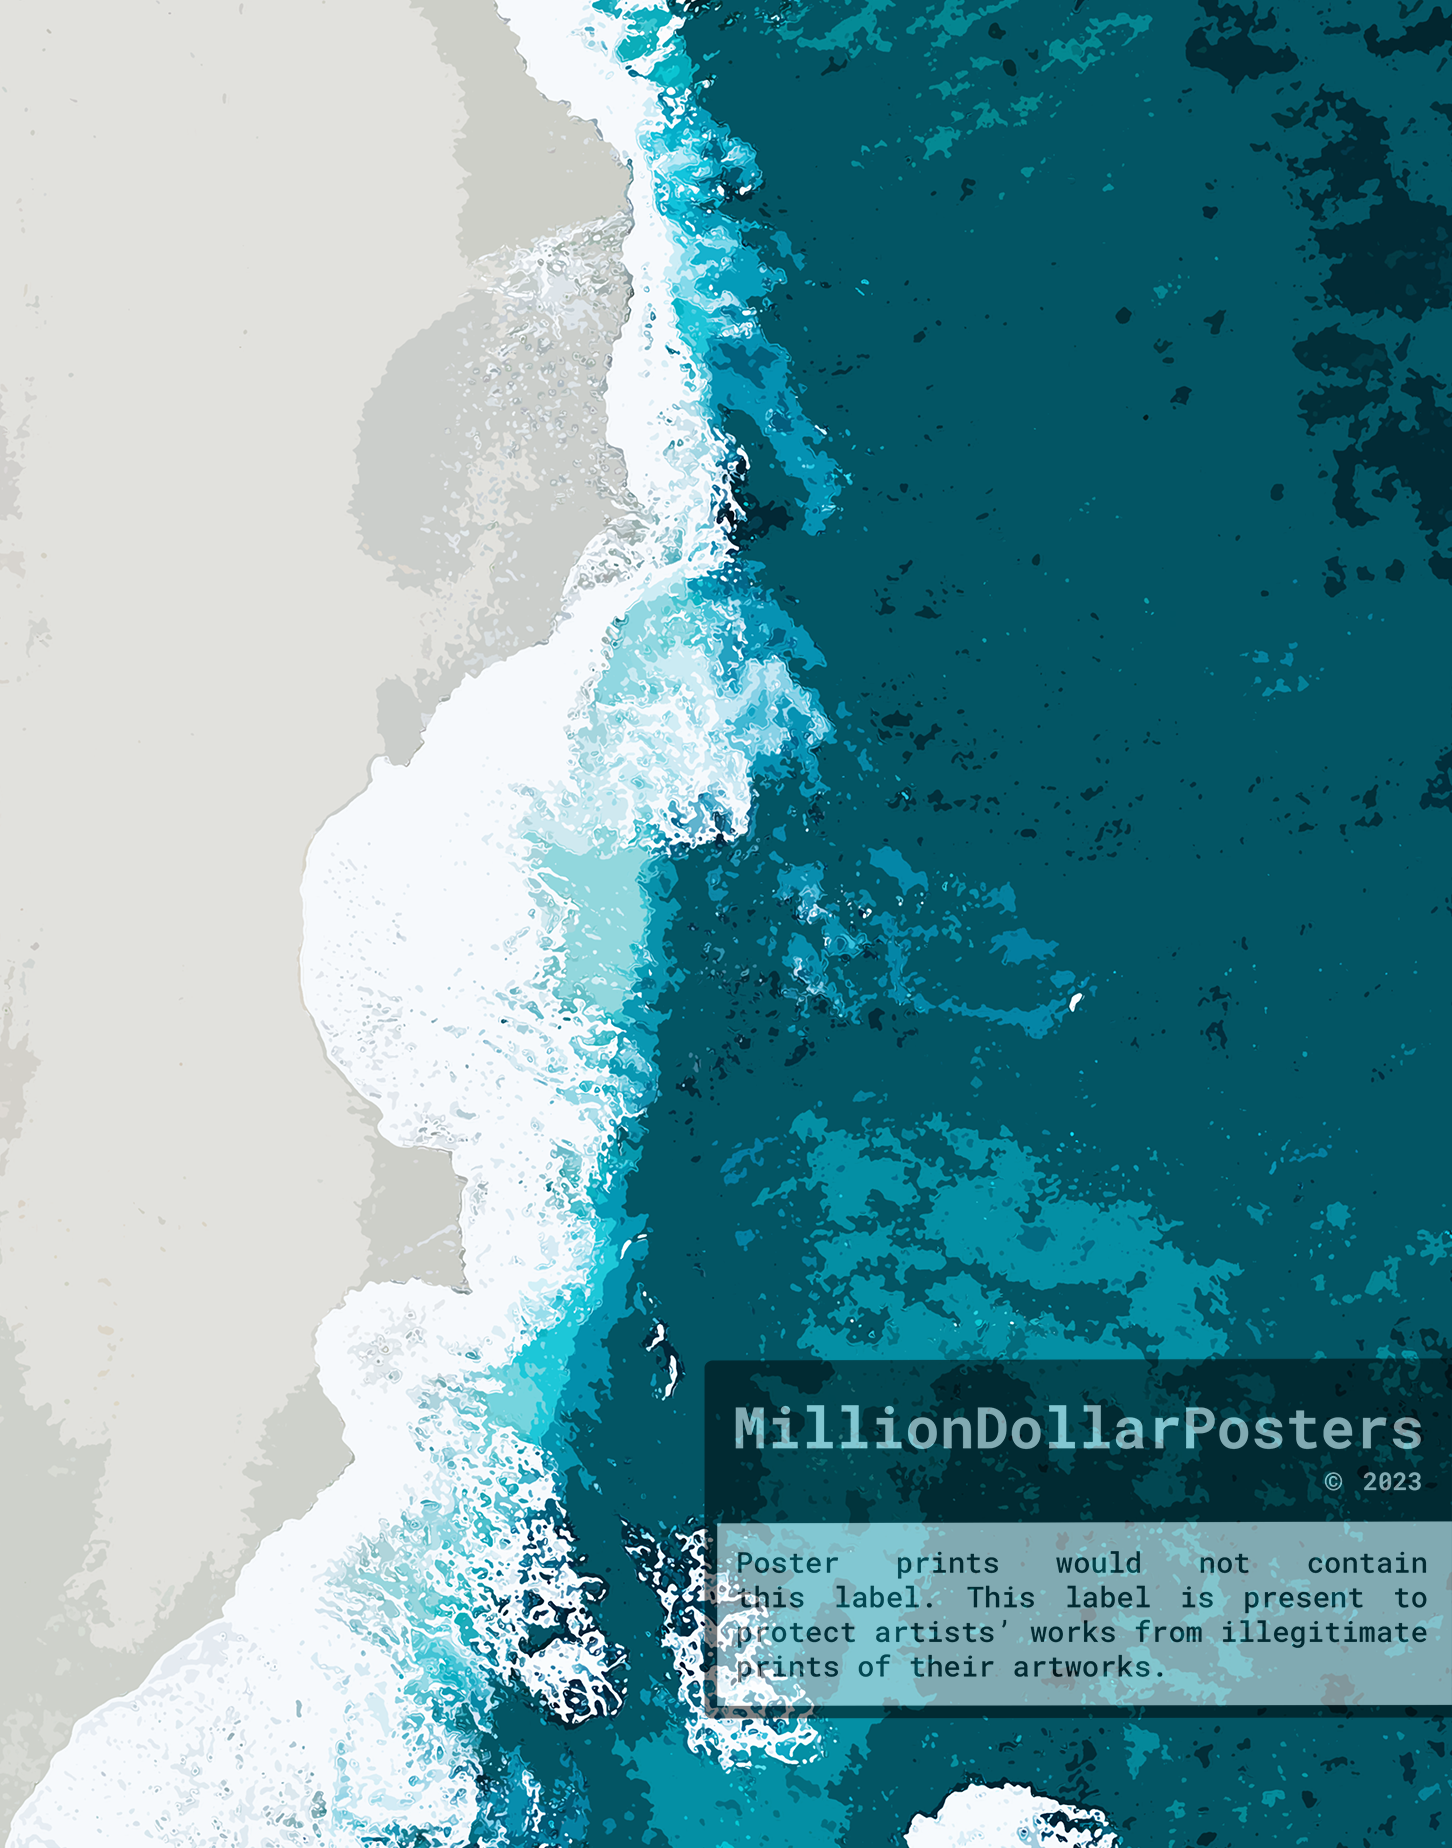 MillionDollarPosters
© 2023
Poster prints would not contain
this label. This label is present to
protect artists’ works from illegitimate
prints of their artworks.